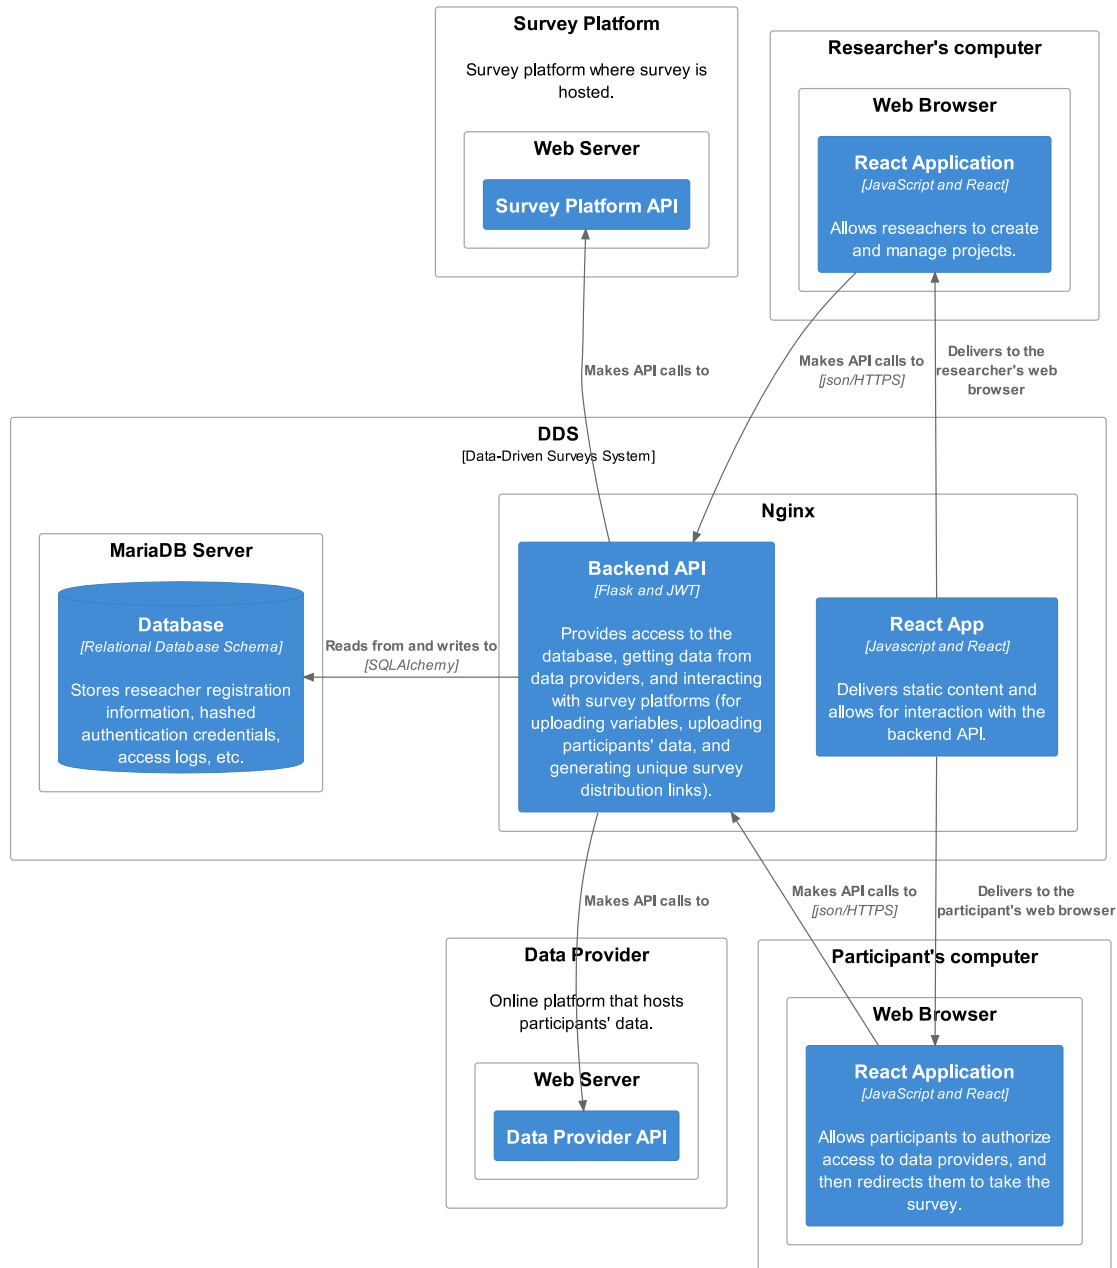 Survey Platform
Survey platform where survey is
hosted.
Web Server
Survey Platform API
Researcher's computer
Web Browser
React Application
[JavaScript and React]
Allows reseachers to create
and manage projects.
Makes API calls to
Makes API calls to
[json/HTTPS]
Delivers to the
researcher's web
browser
DDS
[Data-Driven Surveys System]
Nginx
MariaDB Server
Database
[Relational Database Schema]
Stores reseacher registration
information, hashed
authentication credentials,
access logs, etc.
Reads from and writes to
[SQLAlchemy]
Backend API
[Flask and JWT]
Provides access to the
database, getting data from
data providers, and interacting
with survey platforms (for
uploading variables, uploading
participants' data, and
generating unique survey
distribution links).
React App
[Javascript and React]
Delivers static content and
allows for interaction with the
backend API.
Makes API calls to
Makes API calls to
[json/HTTPS]
Delivers to the
participant's web browser
Data Provider
Online platform that hosts
participants' data.
Web Server
Data Provider API
Participant's computer
Web Browser
React Application
[JavaScript and React]
Allows participants to authorize
access to data providers, and
then redirects them to take the
survey.